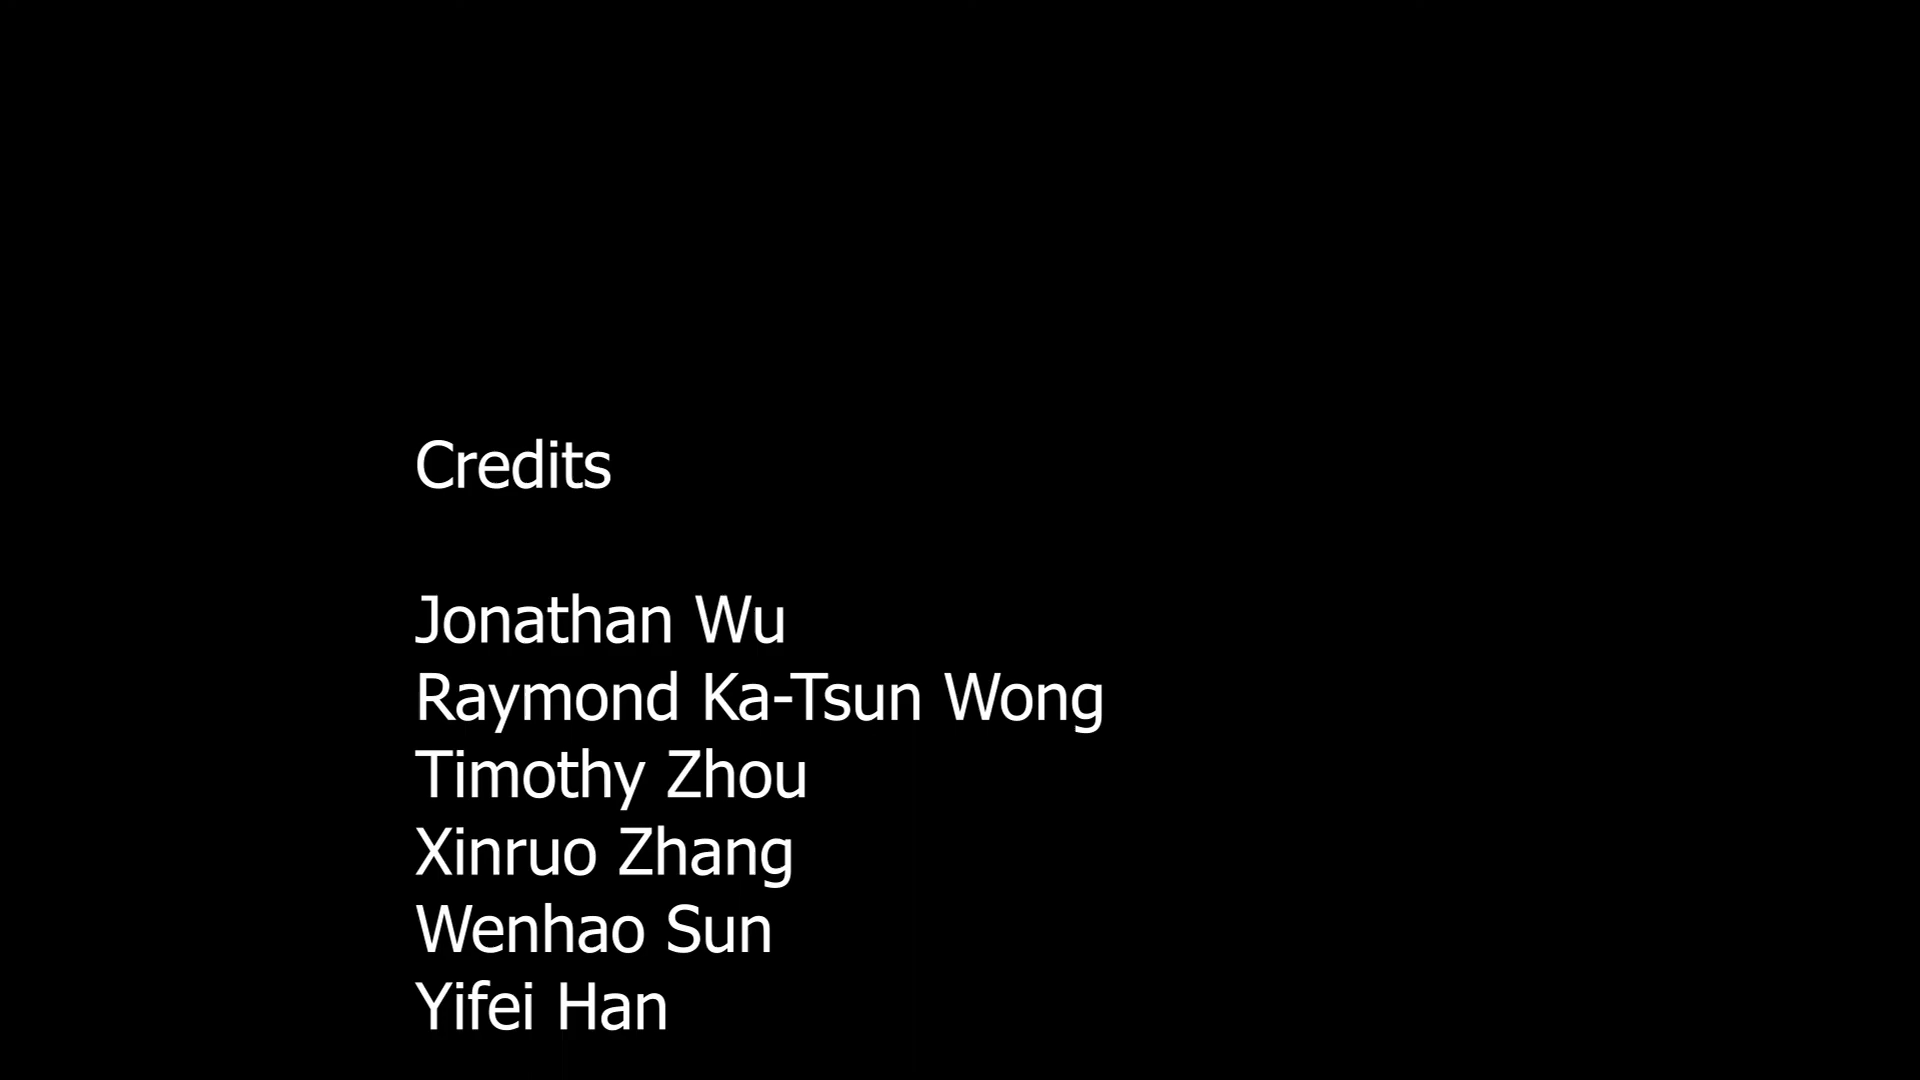 Credits
Jonathan Wu
Raymond Ka-Tsun Wong
Timothy Zhou
Xinruo Zhang
Wenhao Sun
Yifei Han